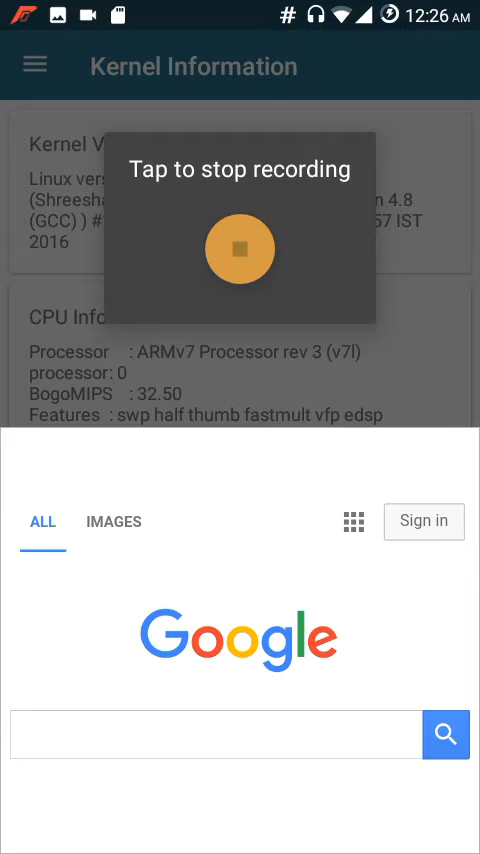 # 12:26 AM
Kernel Information
Kernel V
Tap to stop recording
Linux vers
(Shreesha n 4.8
(GCC) ) # 57 IST
2016
CPU Info
Processor : ARMv7 Processor rev 3 (v7l)
processor: 0
BogoMIPS : 32.50
Features : swp half thumb fastmult vfp edsp
ALL IMAGES Sign in
Google